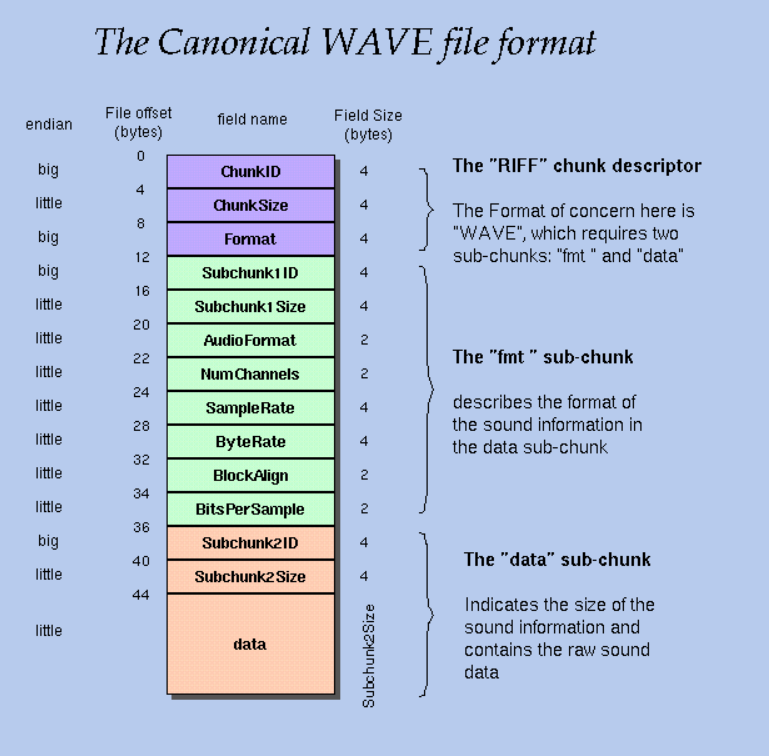 The Canonical WAVE file format
endian
File offset
(bytes)
field name
Field Size
(bytes)
0
big
ChunkID
4
4
little
ChunkSize
4
8
big
Format
4
12
The "RIFF" chunk descriptor
The Format of concern here is
"WAVE", which requires two
sub-chunks: "fmt " and "data"
big
Subchunk1ID
4
16
little
Subchunk1Size
4
20
little
AudioFormat
2
22
little
NumChannels
2
24
little
SampleRate
4
28
little
ByteRate
4
32
little
BlockAlign
2
34
little
BitsPerSample
2
36
The "fmt " sub-chunk
describes the format of
the sound information in
the data sub-chunk
big
Subchunk2ID
4
40
little
Subchunk2Size
4
44
little
data
Subchunk2Size
The "data" sub-chunk
Indicates the size of the
sound information and
contains the raw sound
data